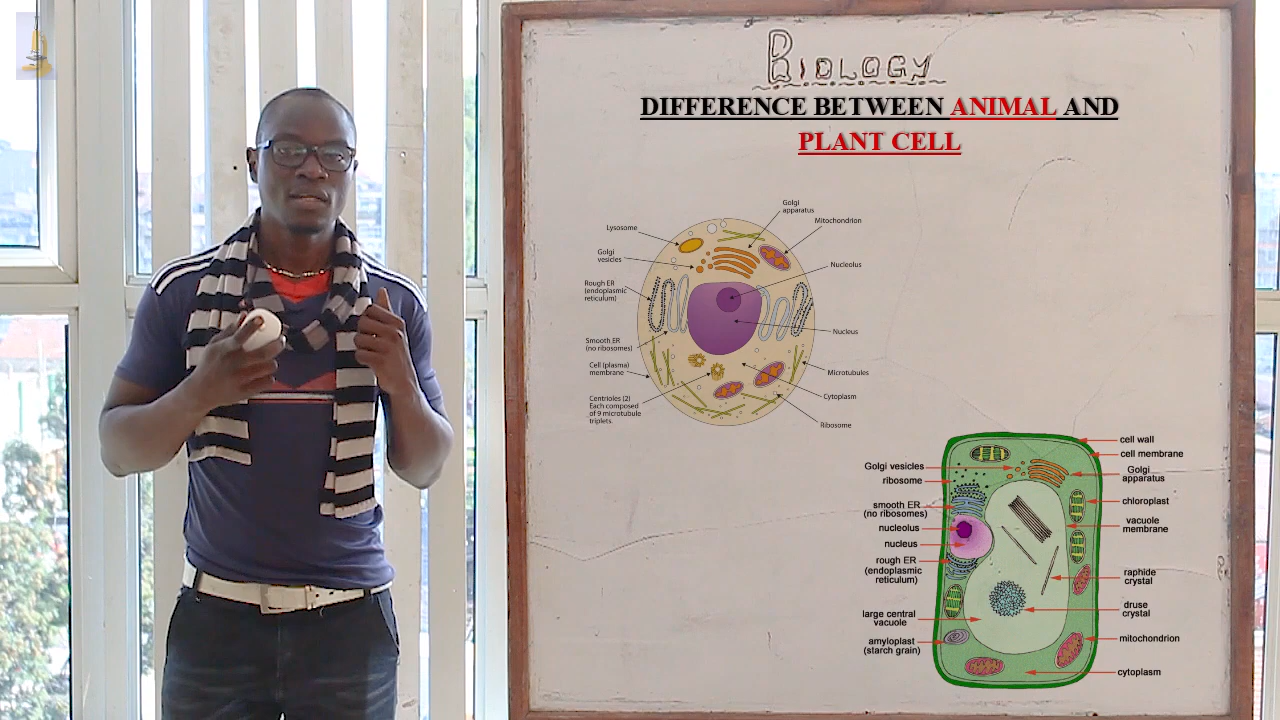 BIOLOGY
DIFFERENCE BETWEEN ANIMAL AND
PLANT CELL
Golgi
apparatus
Mitochondrion
Lysosome
Golgi
vesicles
Nucleolus
Rough ER
(endoplasmic
reticulum)
Nucleus
Smooth ER
(no ribosomes)
Cell (plasma)
membrane
Microtubules
Cytoplasm
Centrioles (2)
Each composed
of 9 microtubule
triplets.
Ribosome
cell wall
cell membrane
Golgi vesicles
Golgi
apparatus
ribosome
chloroplast
smooth ER
(no ribosomes)
vacuole
membrane
nucleolus
nucleus
rough ER
(endoplasmic
reticulum)
raphide
crystal
druse
crystal
large central
vacuole
mitochondrion
amyloplast
(starch grain)
cytoplasm